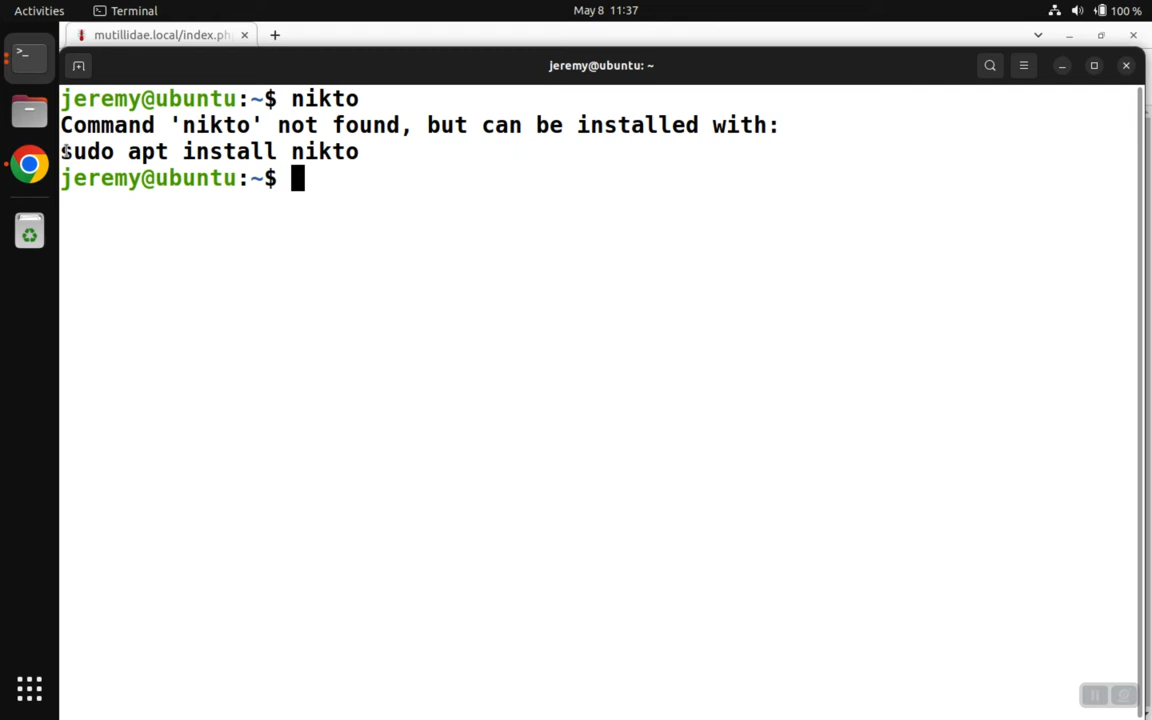 Activities
Terminal
May 8 11:37
100 %
mutillidae.local/index.ph
jeremy@ubuntu: ~
jeremy@ubuntu:~$ nikto
Command 'nikto' not found, but can be installed with:
sudo apt install nikto
jeremy@ubuntu:~$